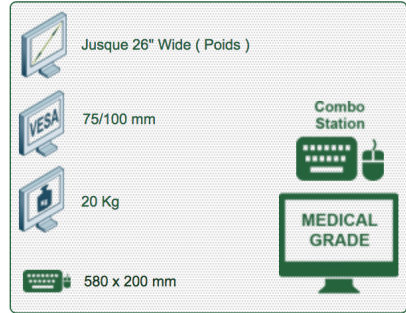 Jusque 26" Wide ( Poids )
VESA
75/100 mm
20 Kg
580 x 200 mm
Combo
Station
MEDICAL
GRADE